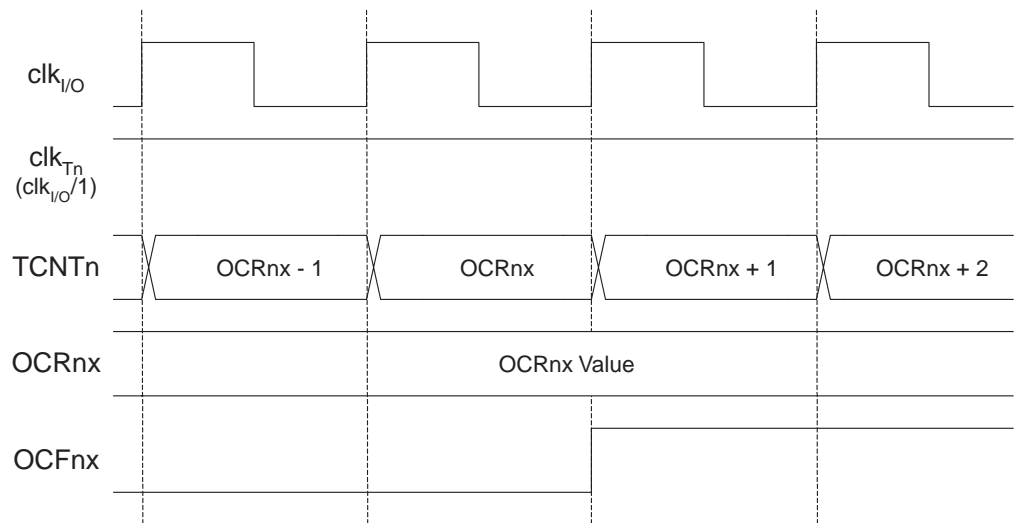 clkI/O
clkTn
(clkI/O/1)
TCNTn
OCRnx - 1
OCRnx
OCRnx + 1
OCRnx + 2
OCRnx
OCRnx Value
OCFnx